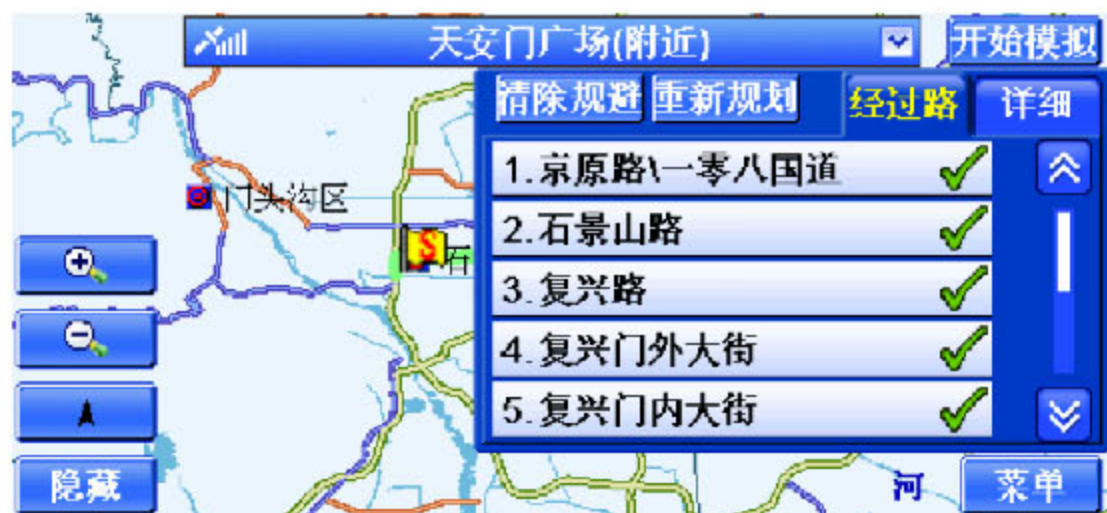 天安门广场(附近)
开始模拟
清除规避 重新规划 经过路 详细
1.京原路\一零八国道
门头沟区
2.石景山路
S
石
3.复兴路
4.复兴门外大街
5.复兴门内大街
隐藏
河
菜单